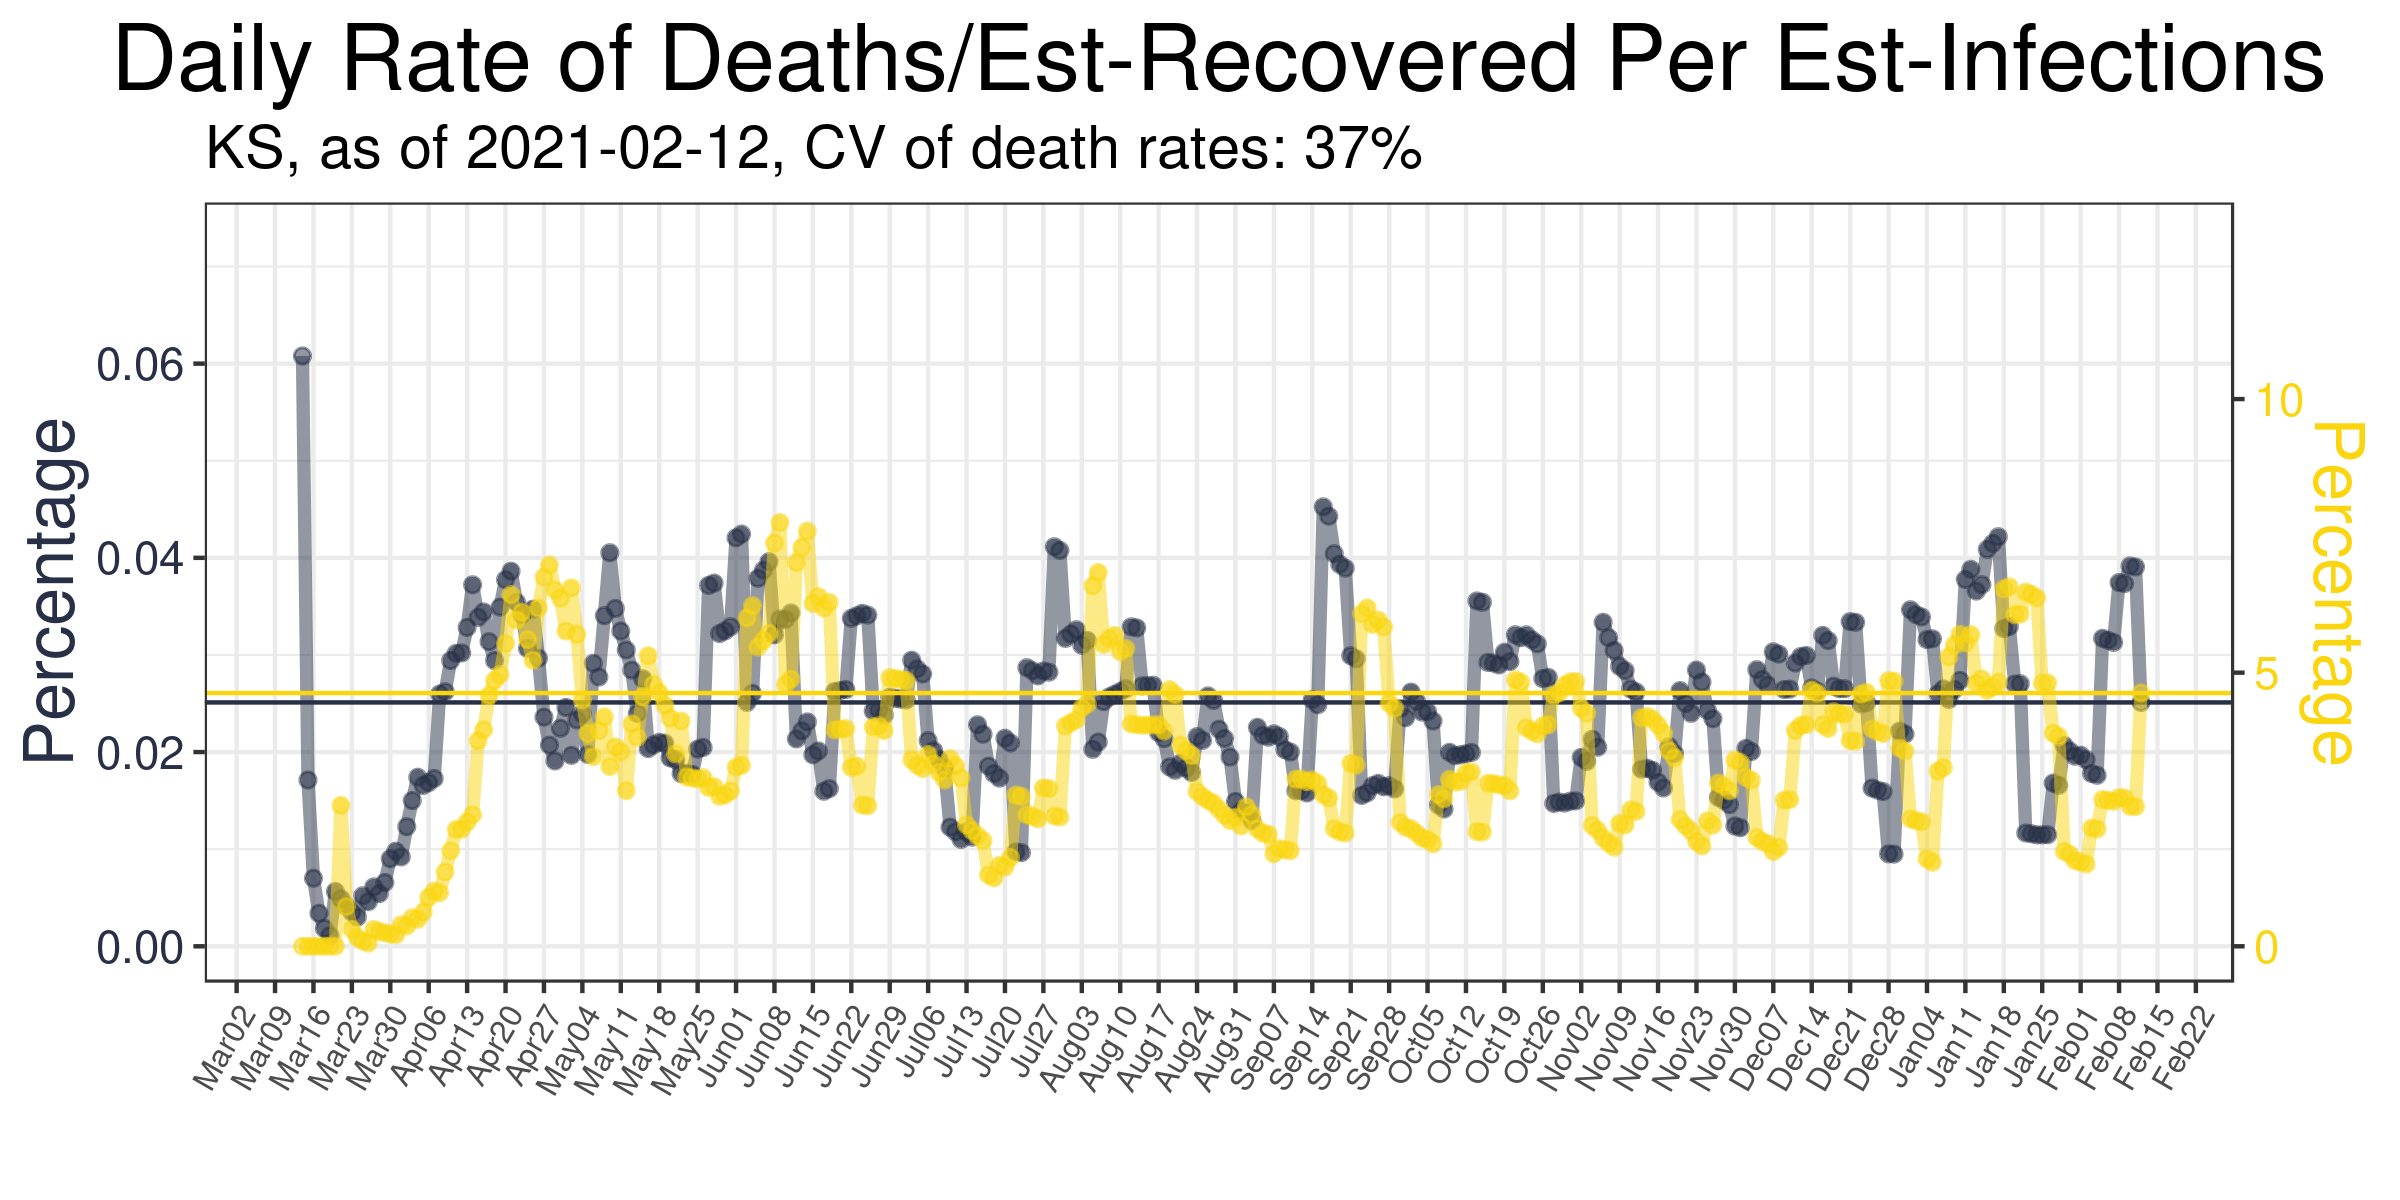 Daily Rate of Deaths/Est-Recovered Per Est-Infections
KS, as of 2021-02-12, CV of death rates: 37%
Percentage
0.06
0.04
0.02
0.00
10
5
0
Percentage
Mar02
Mar09
Mar16
Mar23
Mar30
Apr06
Apr13
Apr20
Apr27
May04
May11
May18
May25
Jun01
Jun08
Jun15
Jun22
Jun29
Jul06
Jul13
Jul20
Jul27
Aug03
Aug10
Aug17
Aug24
Aug31
Sep07
Sep14
Sep21
Sep28
Oct05
Oct12
Oct19
Oct26
Nov02
Nov09
Nov16
Nov23
Nov30
Dec07
Dec14
Dec21
Dec28
Jan04
Jan11
Jan18
Jan25
Feb01
Feb08
Feb15
Feb22